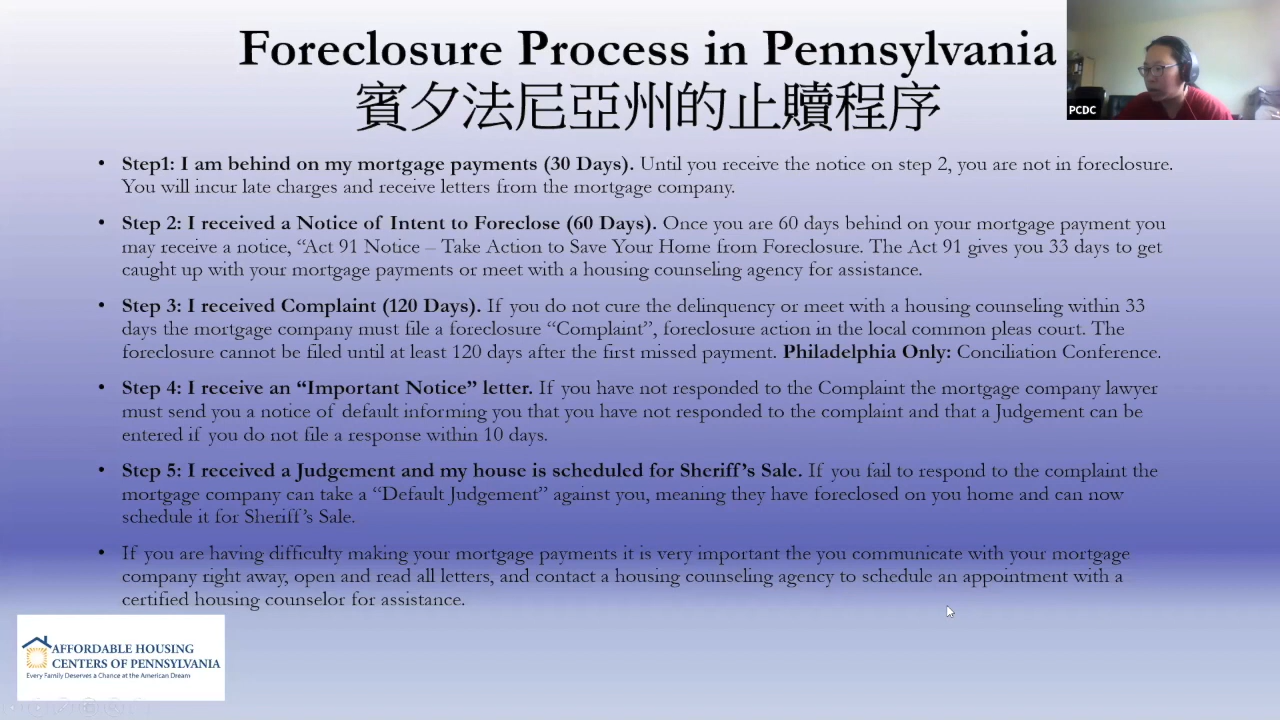 Foreclosure Process in Pennsylvania
賓夕法尼亞州的止贖程序
PCDC
• Step1: I am behind on my mortgage payments (30 Days). Until you receive the notice on step 2, you are not in foreclosure.
You will incur late charges and receive letters from the mortgage company.
• Step 2: I received a Notice of Intent to Foreclose (60 Days). Once you are 60 days behind on your mortgage payment you
may receive a notice, “Act 91 Notice – Take Action to Save Your Home from Foreclosure. The Act 91 gives you 33 days to get
caught up with your mortgage payments or meet with a housing counseling agency for assistance.
• Step 3: I received Complaint (120 Days). If you do not cure the delinquency or meet with a housing counseling within 33
days the mortgage company must file a foreclosure “Complaint”, foreclosure action in the local common pleas court. The
foreclosure cannot be filed until at least 120 days after the first missed payment. Philadelphia Only: Conciliation Conference.
• Step 4: I receive an “Important Notice” letter. If you have not responded to the Complaint the mortgage company lawyer
must send you a notice of default informing you that you have not responded to the complaint and that a Judgement can be
entered if you do not file a response within 10 days.
• Step 5: I received a Judgement and my house is scheduled for Sheriff’s Sale. If you fail to respond to the complaint the
mortgage company can take a “Default Judgement” against you, meaning they have foreclosed on you home and can now
schedule it for Sheriff’s Sale.
• If you are having difficulty making your mortgage payments it is very important the you communicate with your mortgage
company right away, open and read all letters, and contact a housing counseling agency to schedule an appointment with a
certified housing counselor for assistance.
AFFORDABLE HOUSING
CENTERS OF PENNSYLVANIA
Every Family Deserves a Chance at the American Dream